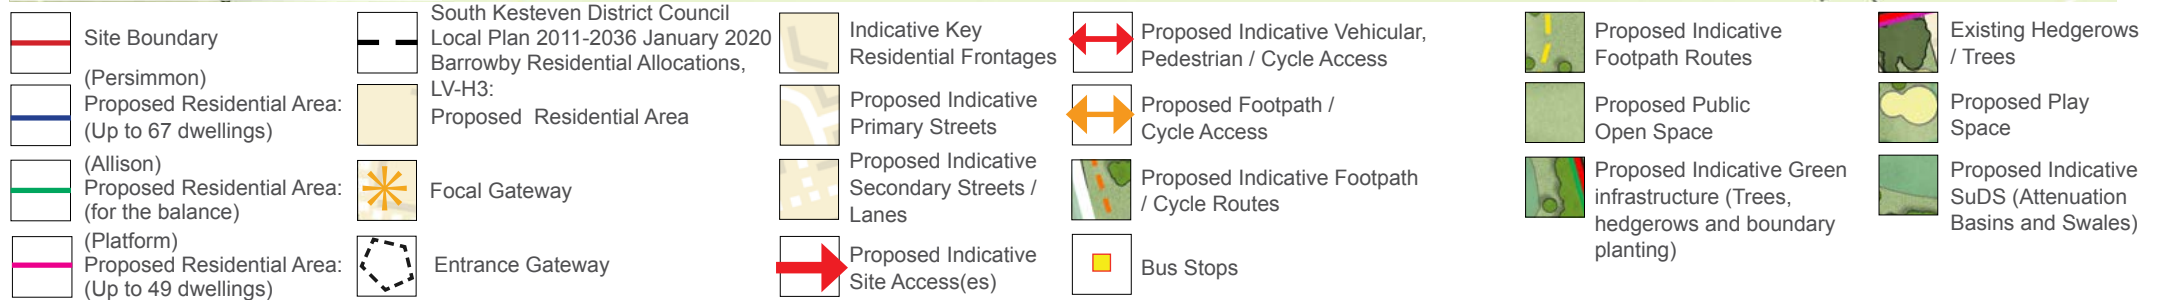 Site Boundary
(Persimmon)
Proposed Residential Area:
(Up to 67 dwellings)
(Allison)
Proposed Residential Area:
(for the balance)
(Platform)
Proposed Residential Area:
(Up to 49 dwellings)
South Kesteven District Council
Local Plan 2011-2036 January 2020
Barrowby Residential Allocations,
LV-H3:
Proposed Residential Area
Focal Gateway
Entrance Gateway
Indicative Key
Residential Frontages
Proposed Indicative
Primary Streets
Proposed Indicative
Secondary Streets /
Lanes
Proposed Indicative
Site Access(es)
Proposed Indicative Vehicular,
Pedestrian / Cycle Access
Proposed Footpath /
Cycle Access
Proposed Indicative Footpath
/ Cycle Routes
Bus Stops
Proposed Indicative
Footpath Routes
Proposed Public
Open Space
Proposed Indicative Green
infrastructure (Trees,
hedgerows and boundary
planting)
Existing Hedgerows
/ Trees
Proposed Play
Space
Proposed Indicative
SuDS (Attenuation
Basins and Swales)